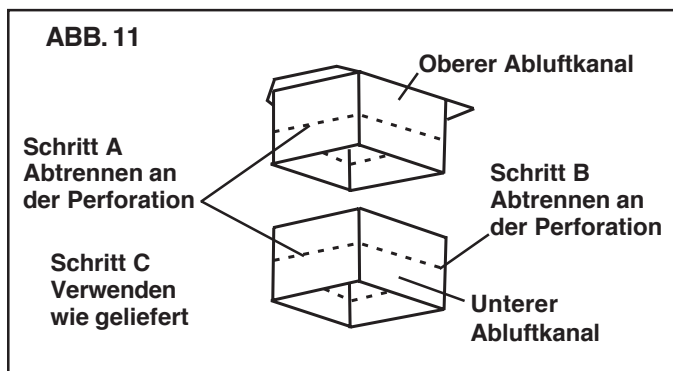 ABB. 11
Oberer Abluftkanal
Schritt A
Abtrennen an
der Perforation
Schritt B
Abtrennen an
der Perforation
Schritt C
Verwenden
wie geliefert
Unterer
Abluftkanal